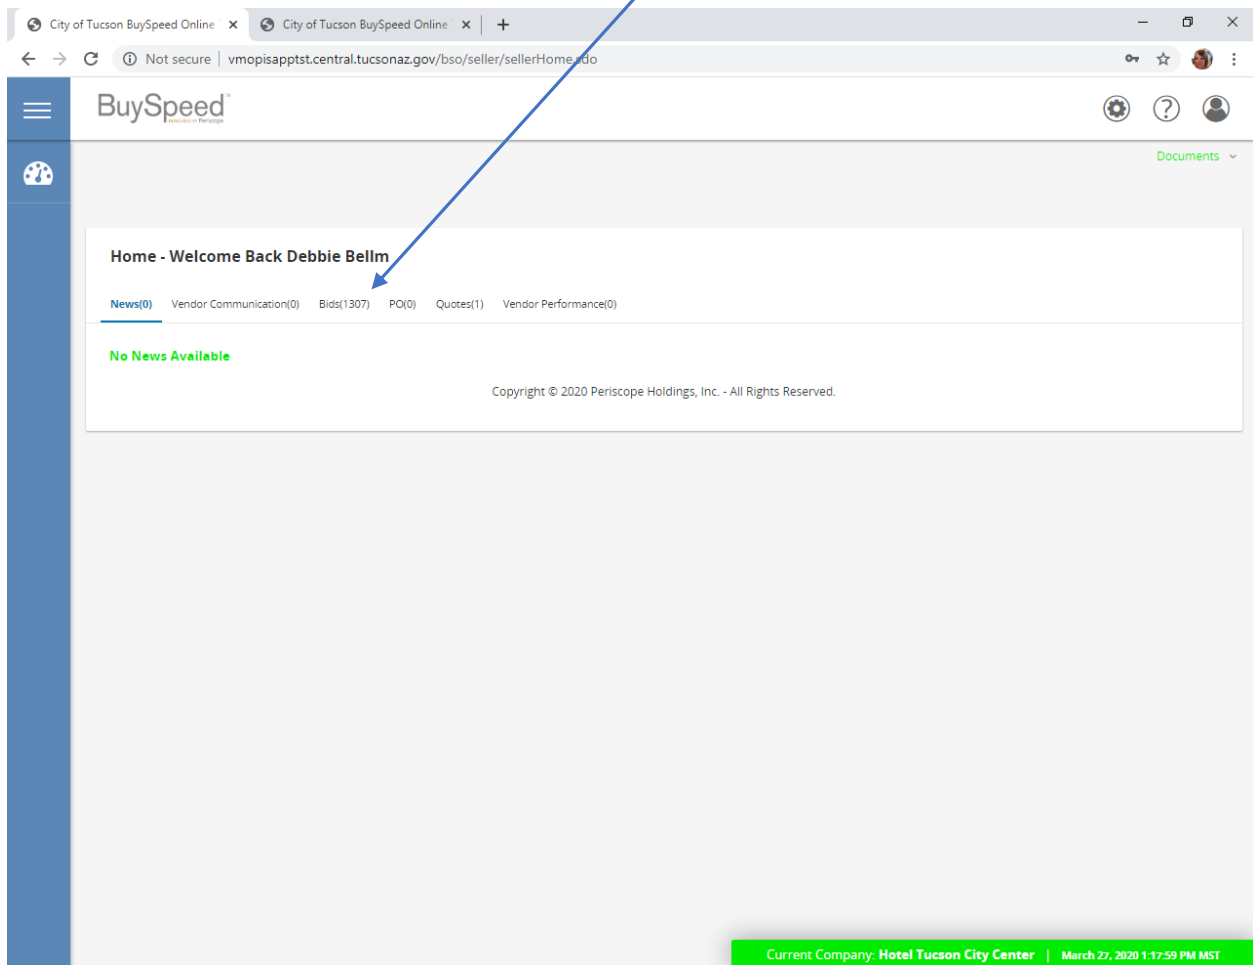 City of Tucson BuySpeed Online
City of Tucson BuySpeed Online
Not secure | vmopisapptst.central.tucsonaz.gov/bso/seller/sellerHome.sdo
BuySpeed™
Periscope
Documents
Home - Welcome Back Debbie Bellm
News(0) Vendor Communication(0) Bids(1307) PO(0) Quotes(1) Vendor Performance(0)
No News Available
Copyright © 2020 Periscope Holdings, Inc. - All Rights Reserved.
Current Company: Hotel Tucson City Center | March 27, 2020 1:17:59 PM MST